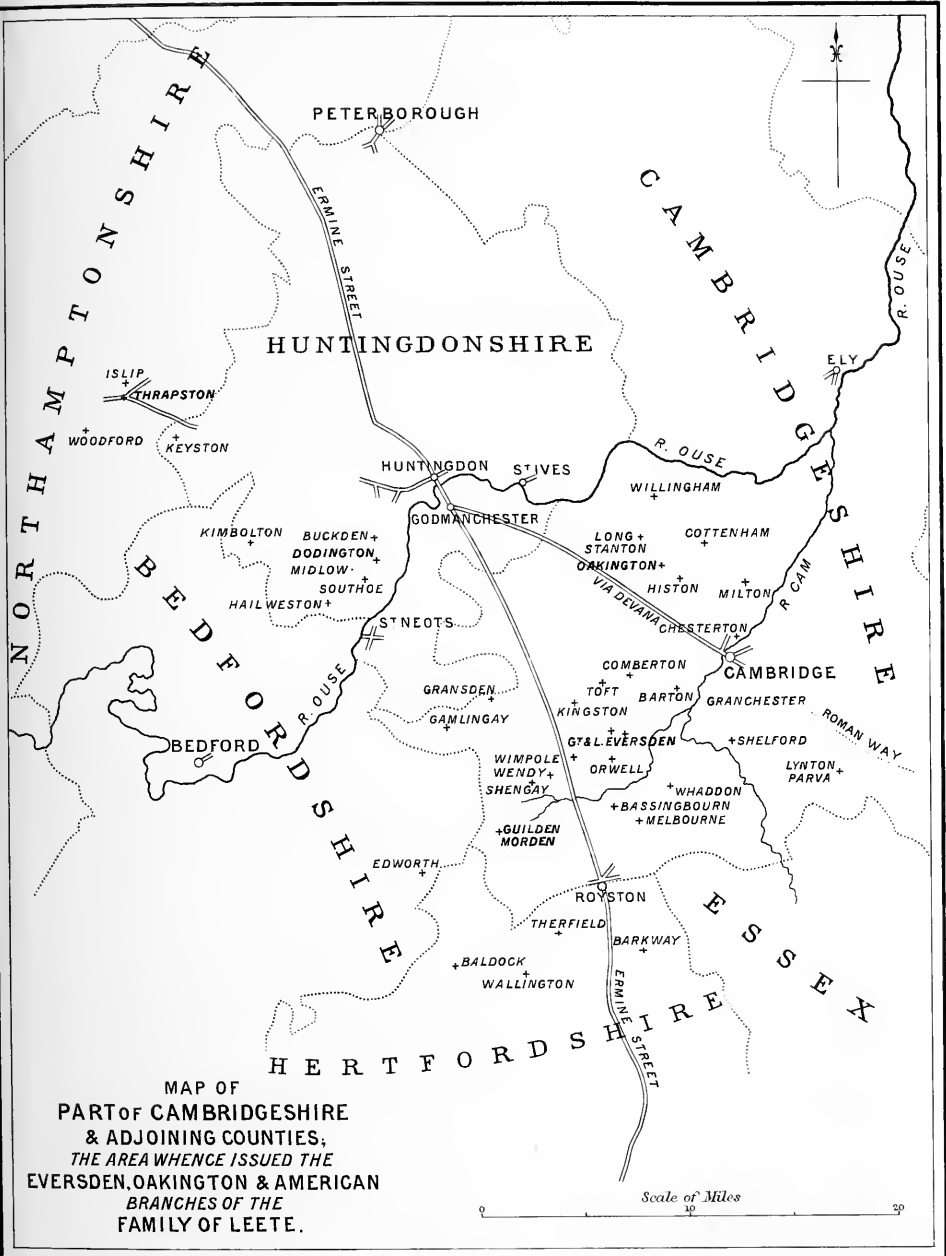 NORTHAMPTONSHIRE
PETERBOROUGH
CAMBRIDGESHIRE
ERMINE STREET
R. OUSE
HUNTINGDONSHIRE
ELY
ISLIP
THRAPSTON
WOODFORD
KEYSTON
R. OUSE
HUNTINGDON
ST IVES
WILLINGHAM
GODMANCHESTER
KIMBOLTON
BUCKDEN
DODINGTON
MIDLOW
SOUTHOE
HAILWESTON
LONG
STANTON
COTTENHAM
OAKINGTON
HISTON
MILTON
R CAM
VIA DEVANA
CHESTERTON
BEDFORDSHIRE
ST NEOTS
CAMBRIDGE
COMBERTON
TOFT
BARTON
GRANCHESTER
KINGSTON
GRANSDEN
GAMLINGAY
R. OUSE
BEDFORD
GT & L. EVERSDEN
SHELFORD
ROMAN WAY
WIMPOLE
WENDY
SHENGAY
ORWELL
LYNTON
PARVA
WHADDON
BASSINGBOURN
MELBOURNE
GUILDEN
MORDEN
EDWORTH
ROYSTON
ESSEX
THERFIELD
BARKWAY
BALDOCK
WALLINGTON
ERMINE STREET
HERTFORDSHIRE
MAP OF
PART OF CAMBRIDGESHIRE
& ADJOINING COUNTIES;
THE AREA WHENCE ISSUED THE
EVERSDEN, OAKINGTON & AMERICAN
BRANCHES OF THE
FAMILY OF LEETE.
Scale of Miles
0 10 20